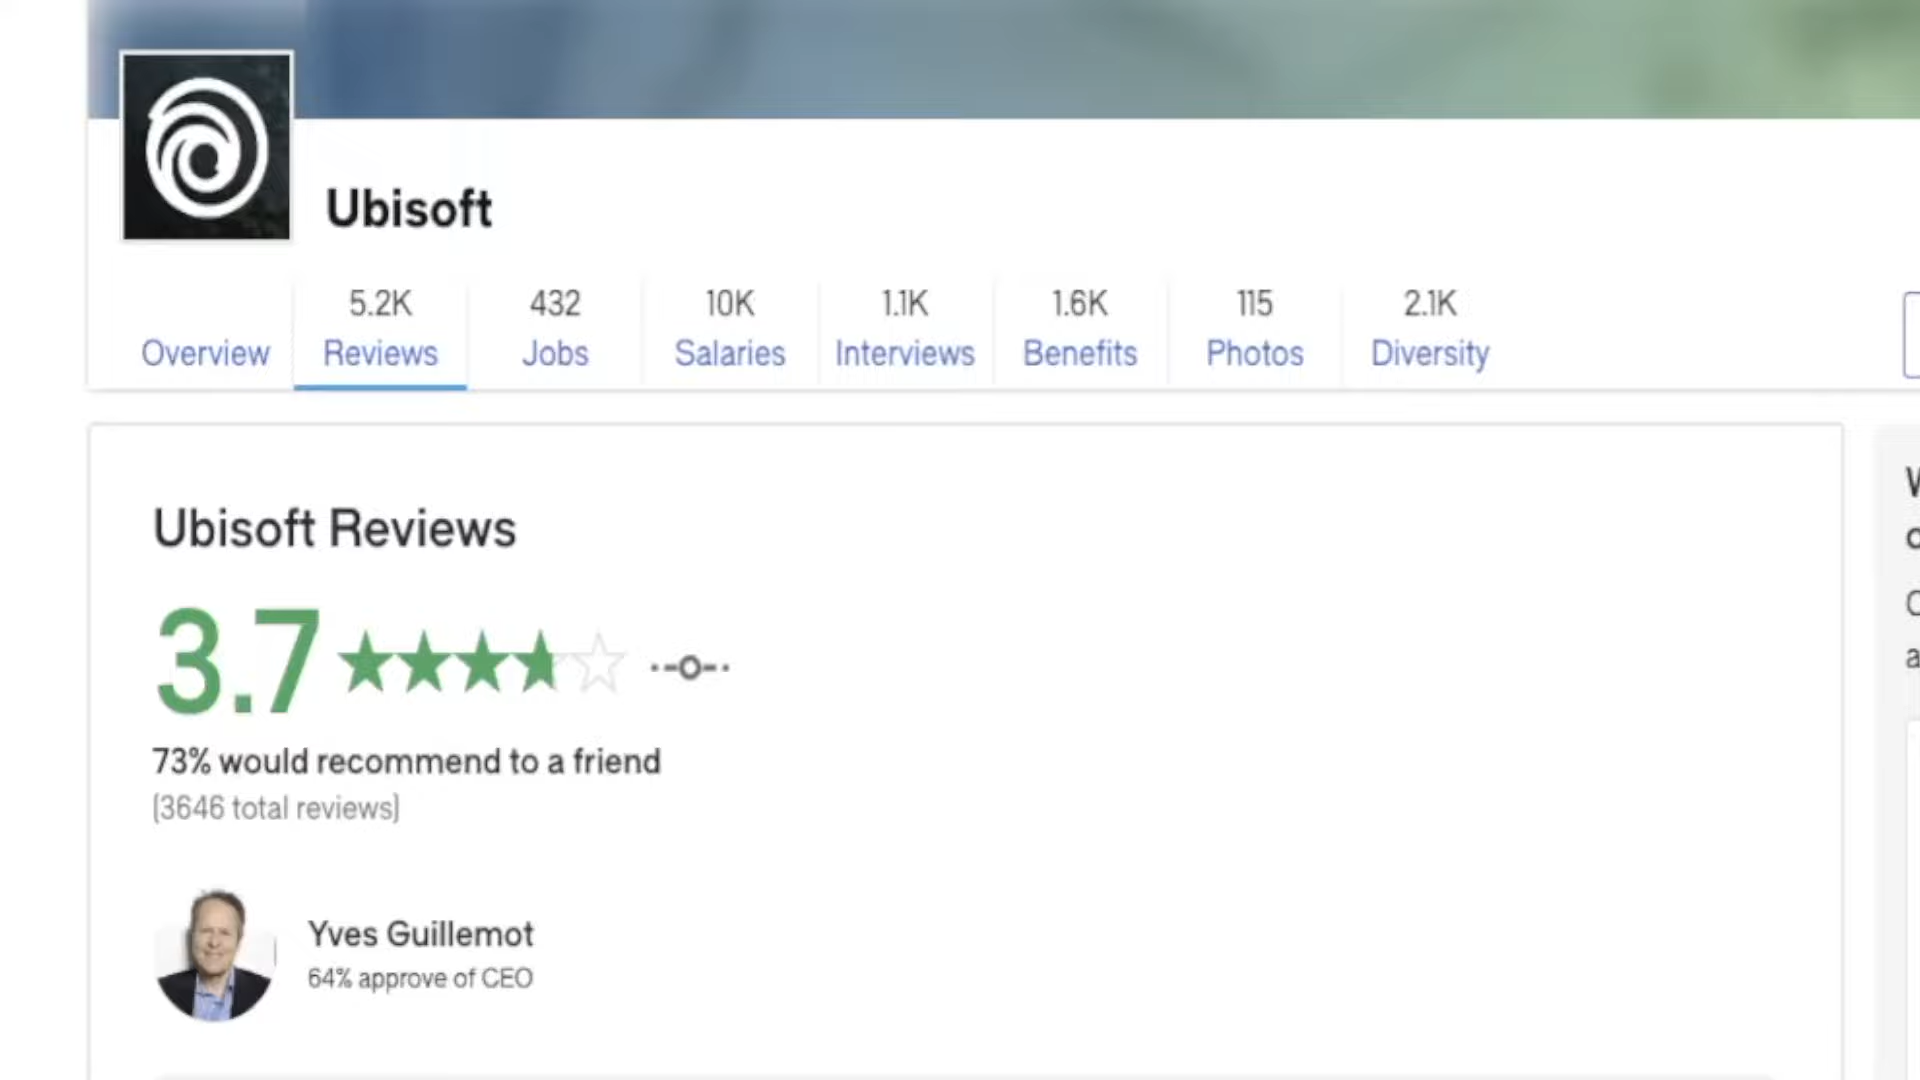 Ubisoft
Overview
5.2K
Reviews
432
Jobs
10K
Salaries
1.1K
Interviews
1.6K
Benefits
115
Photos
2.1K
Diversity
Ubisoft Reviews
3.7
73% would recommend to a friend
(3646 total reviews)
Yves Guillemot
64% approve of CEO